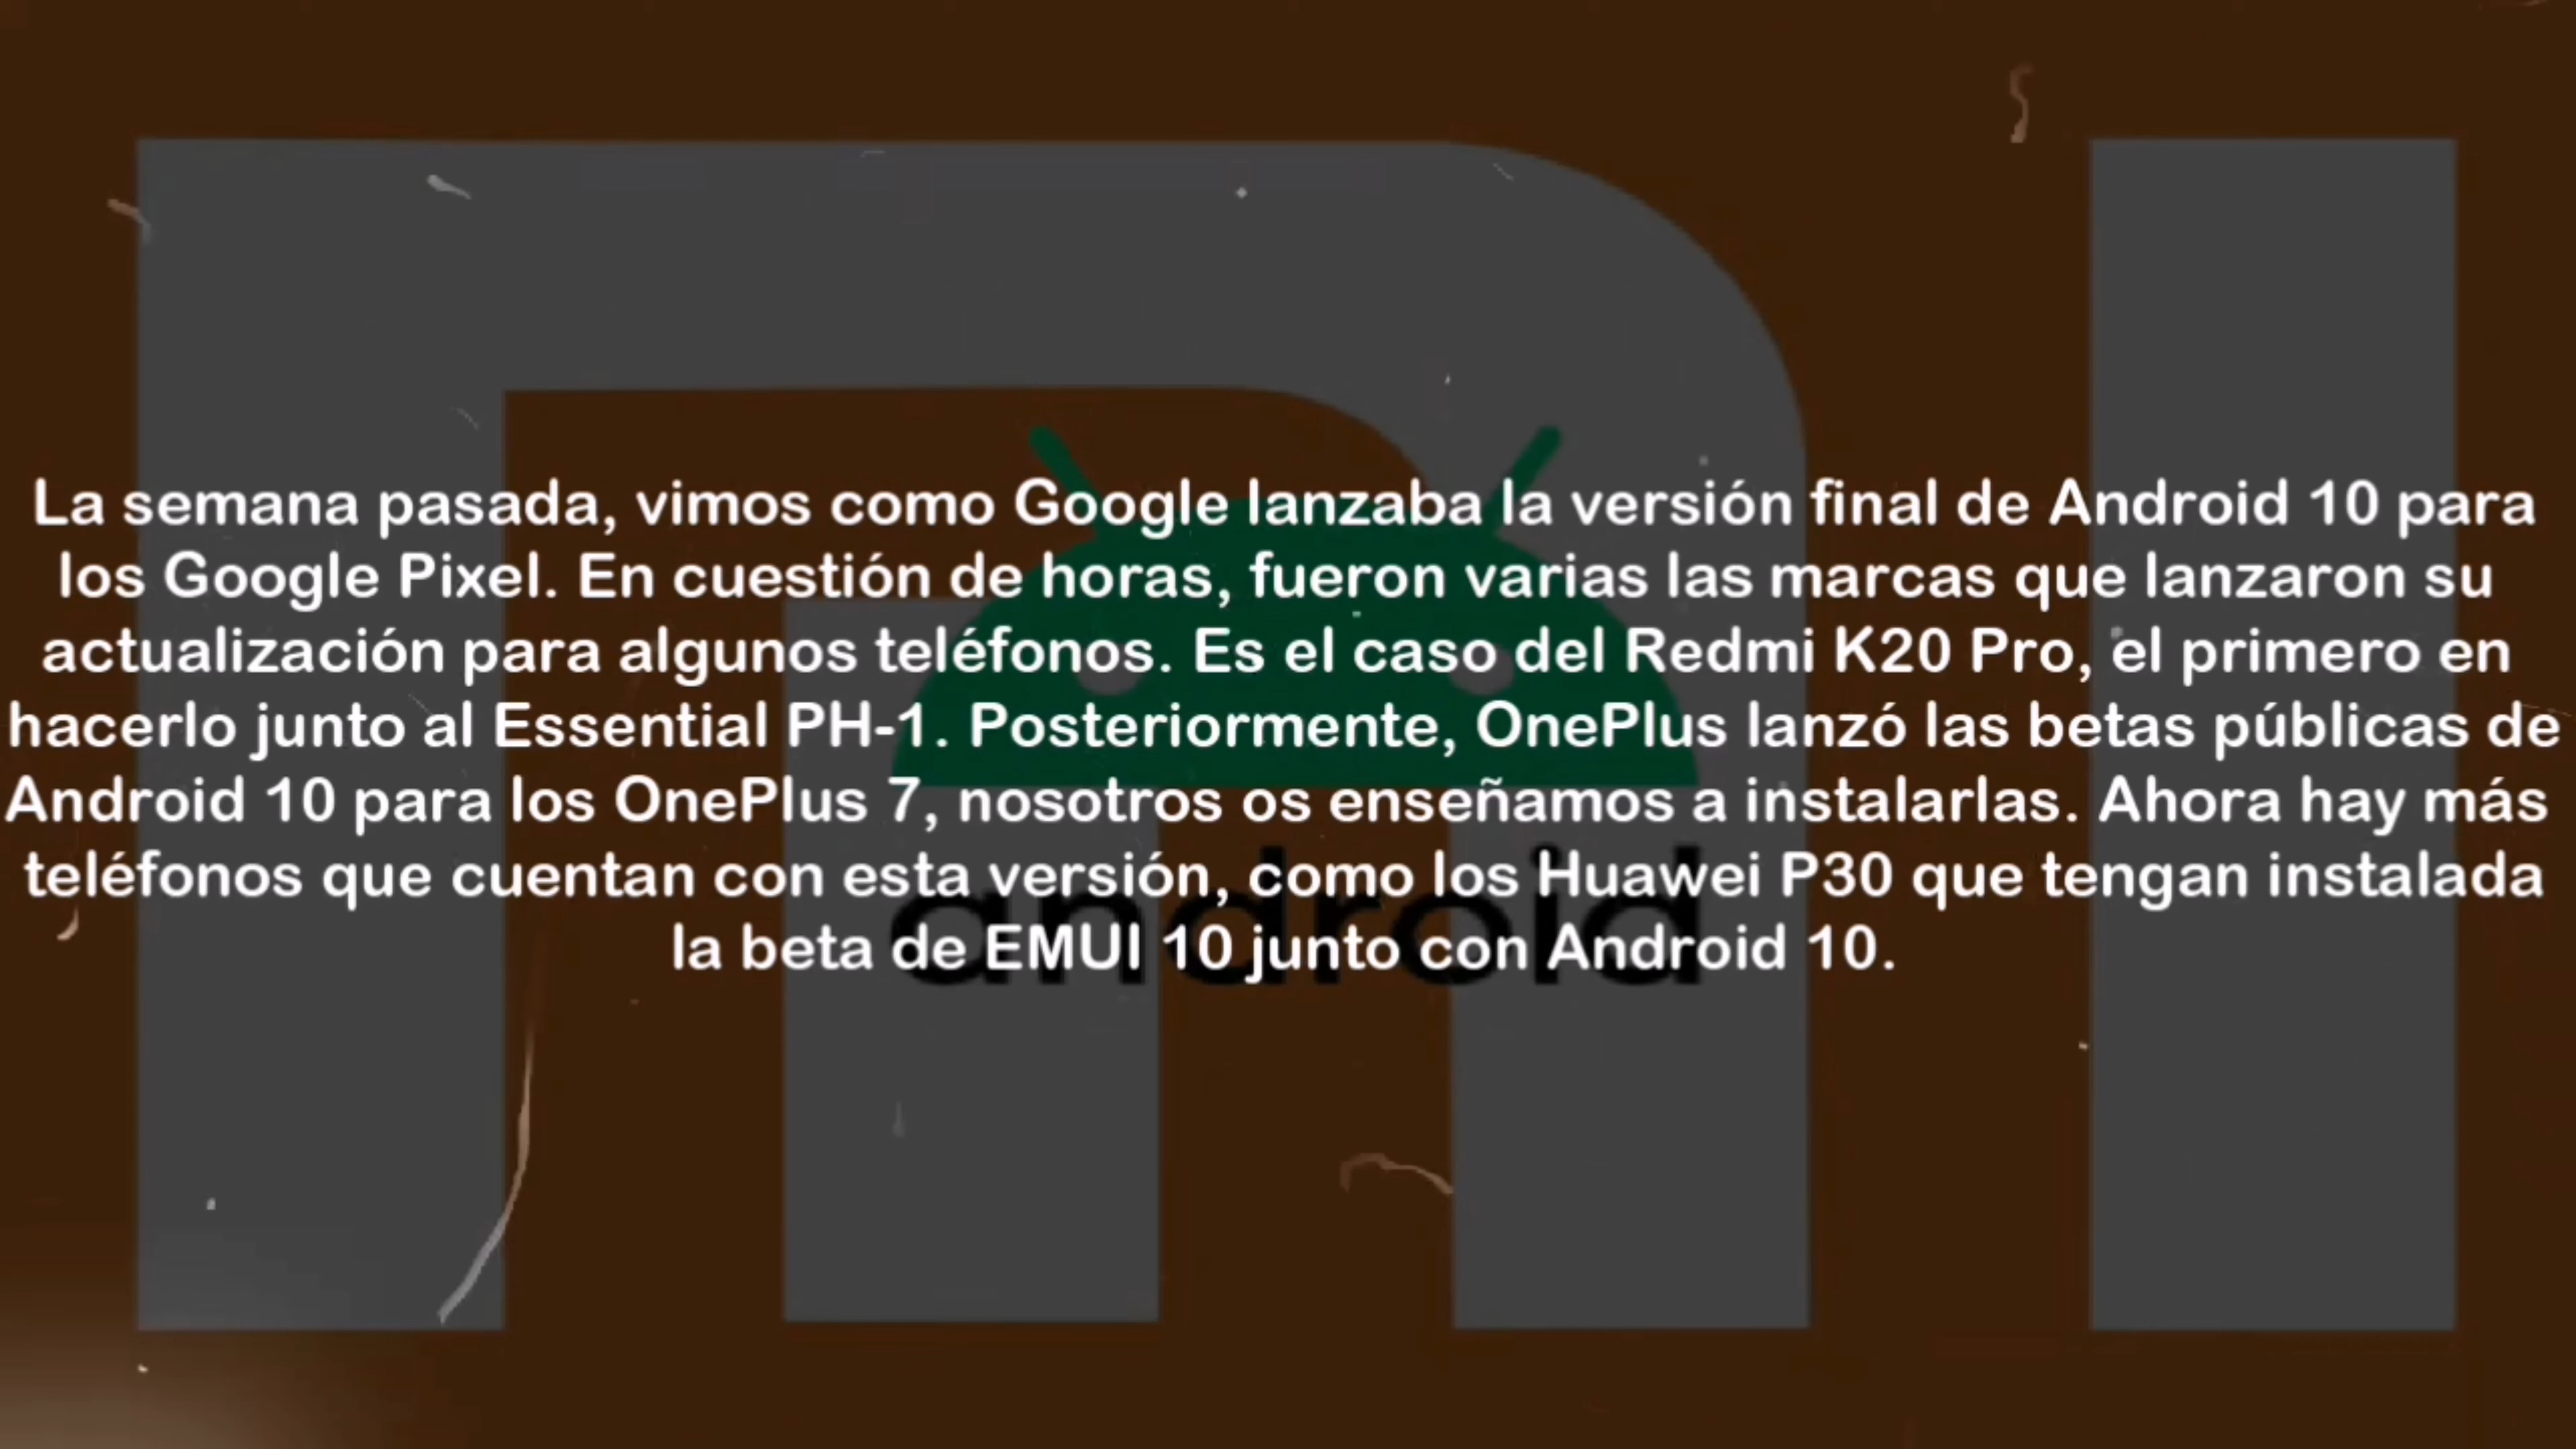 La semana pasada, vimos como Google lanzaba la versión final de Android 10 para
los Google Pixel. En cuestión de horas, fueron varias las marcas que lanzaron su
actualización para algunos teléfonos. Es el caso del Redmi K20 Pro, el primero en
hacerlo junto al Essential PH-1. Posteriormente, OnePlus lanzó las betas públicas de
Android 10 para los OnePlus 7, nosotros os enseñamos a instalarlas. Ahora hay más
teléfonos que cuentan con esta versión, como los Huawei P30 que tengan instalada
la beta de EMUI 10 junto con Android 10.
android